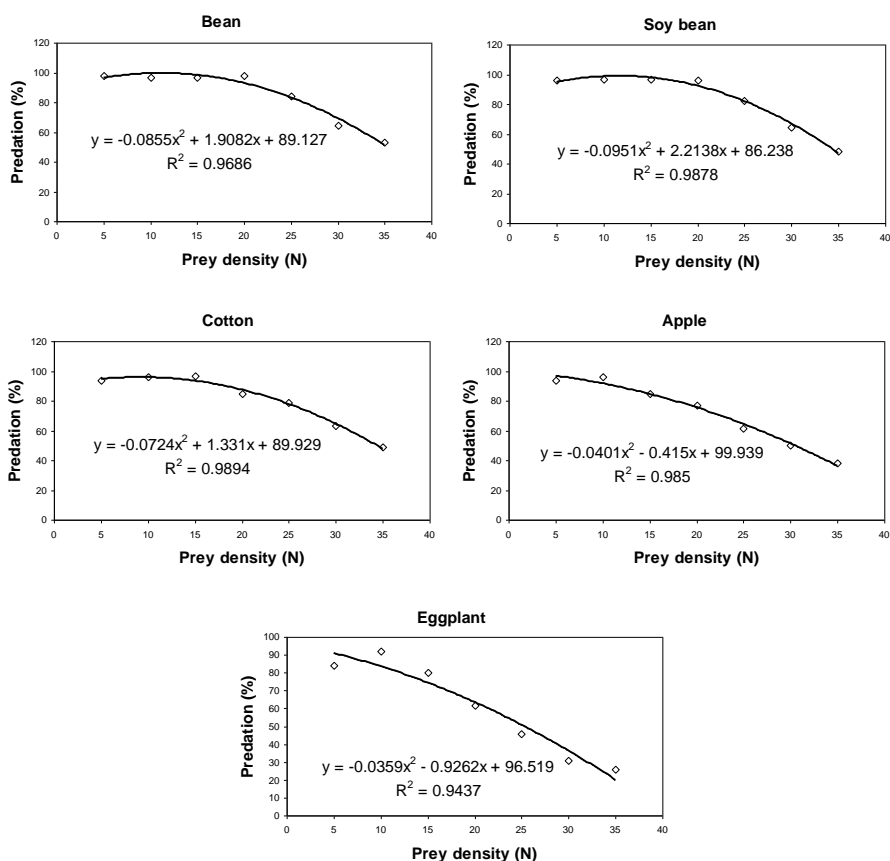 Bean
120
100
80
60
40
20
0
Predation (%)
y = -0.0855x² + 1.9082x + 89.127
R² = 0.9686
0 5 10 15 20 25 30 35 40
Prey density (N)
Soy bean
120
100
80
60
40
20
0
Predation (%)
y = -0.0951x² + 2.2138x + 86.238
R² = 0.9878
0 5 10 15 20 25 30 35 40
Prey density (N)
Cotton
120
100
80
60
40
20
0
Predation (%)
y = -0.0724x² + 1.331x + 89.929
R² = 0.9894
0 5 10 15 20 25 30 35 40
Prey density (N)
Apple
120
100
80
60
40
20
0
Predation (%)
y = -0.0401x² - 0.415x + 99.939
R² = 0.985
0 5 10 15 20 25 30 35 40
Prey density (N)
Eggplant
100
90
80
70
60
50
40
30
20
10
0
Predation (%)
y = -0.0359x² - 0.9262x + 96.519
R² = 0.9437
0 5 10 15 20 25 30 35 40
Prey density (N)